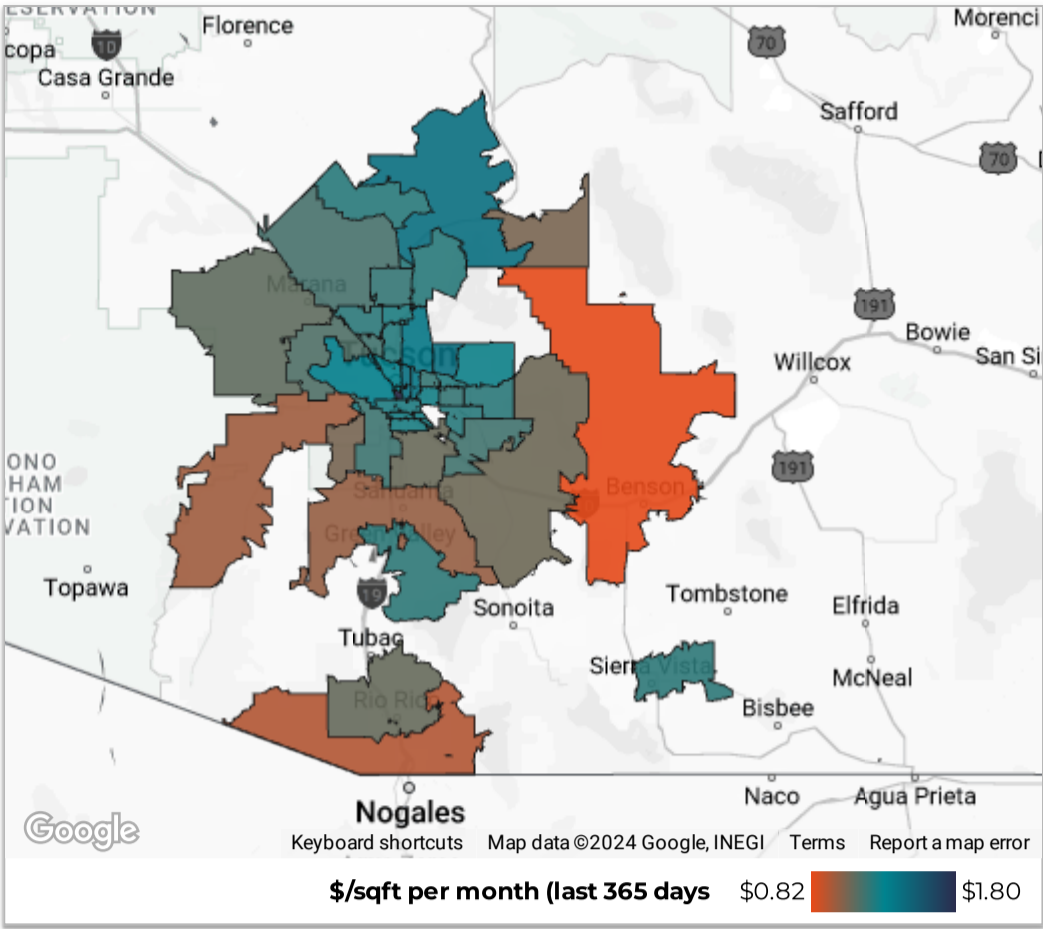 ESERVATION
Florence
Morenci
copa
10
70
Casa Grande
Safford
70
Marana
191
Bowie
Tucson
Willcox
San Si
ONO
HAM
TION
VATION
191
Sahuarita
Benson
Green Valley
Topawa
19
Sonoita
Tombstone
Elfrida
Tubac
Sierra Vista
McNeal
Rio Rico
Bisbee
Nogales
Naco
Agua Prieta
Google
Keyboard shortcuts
Map data ©2024 Google, INEGI
Terms
Report a map error
$/sqft per month (last 365 days
$0.82
$1.80